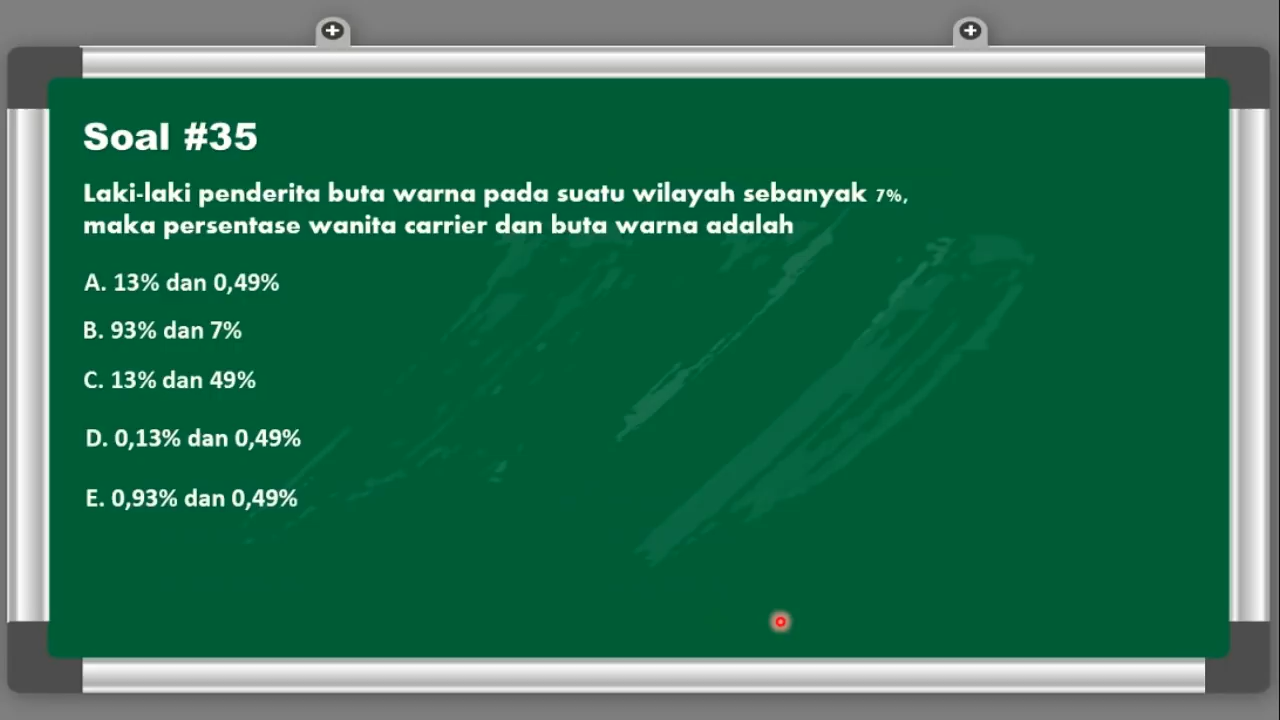 Soal #35
Laki-laki penderita buta warna pada suatu wilayah sebanyak 7%,
maka persentase wanita carrier dan buta warna adalah
A. 13% dan 0,49%
B. 93% dan 7%
C. 13% dan 49%
D. 0,13% dan 0,49%
E. 0,93% dan 0,49%